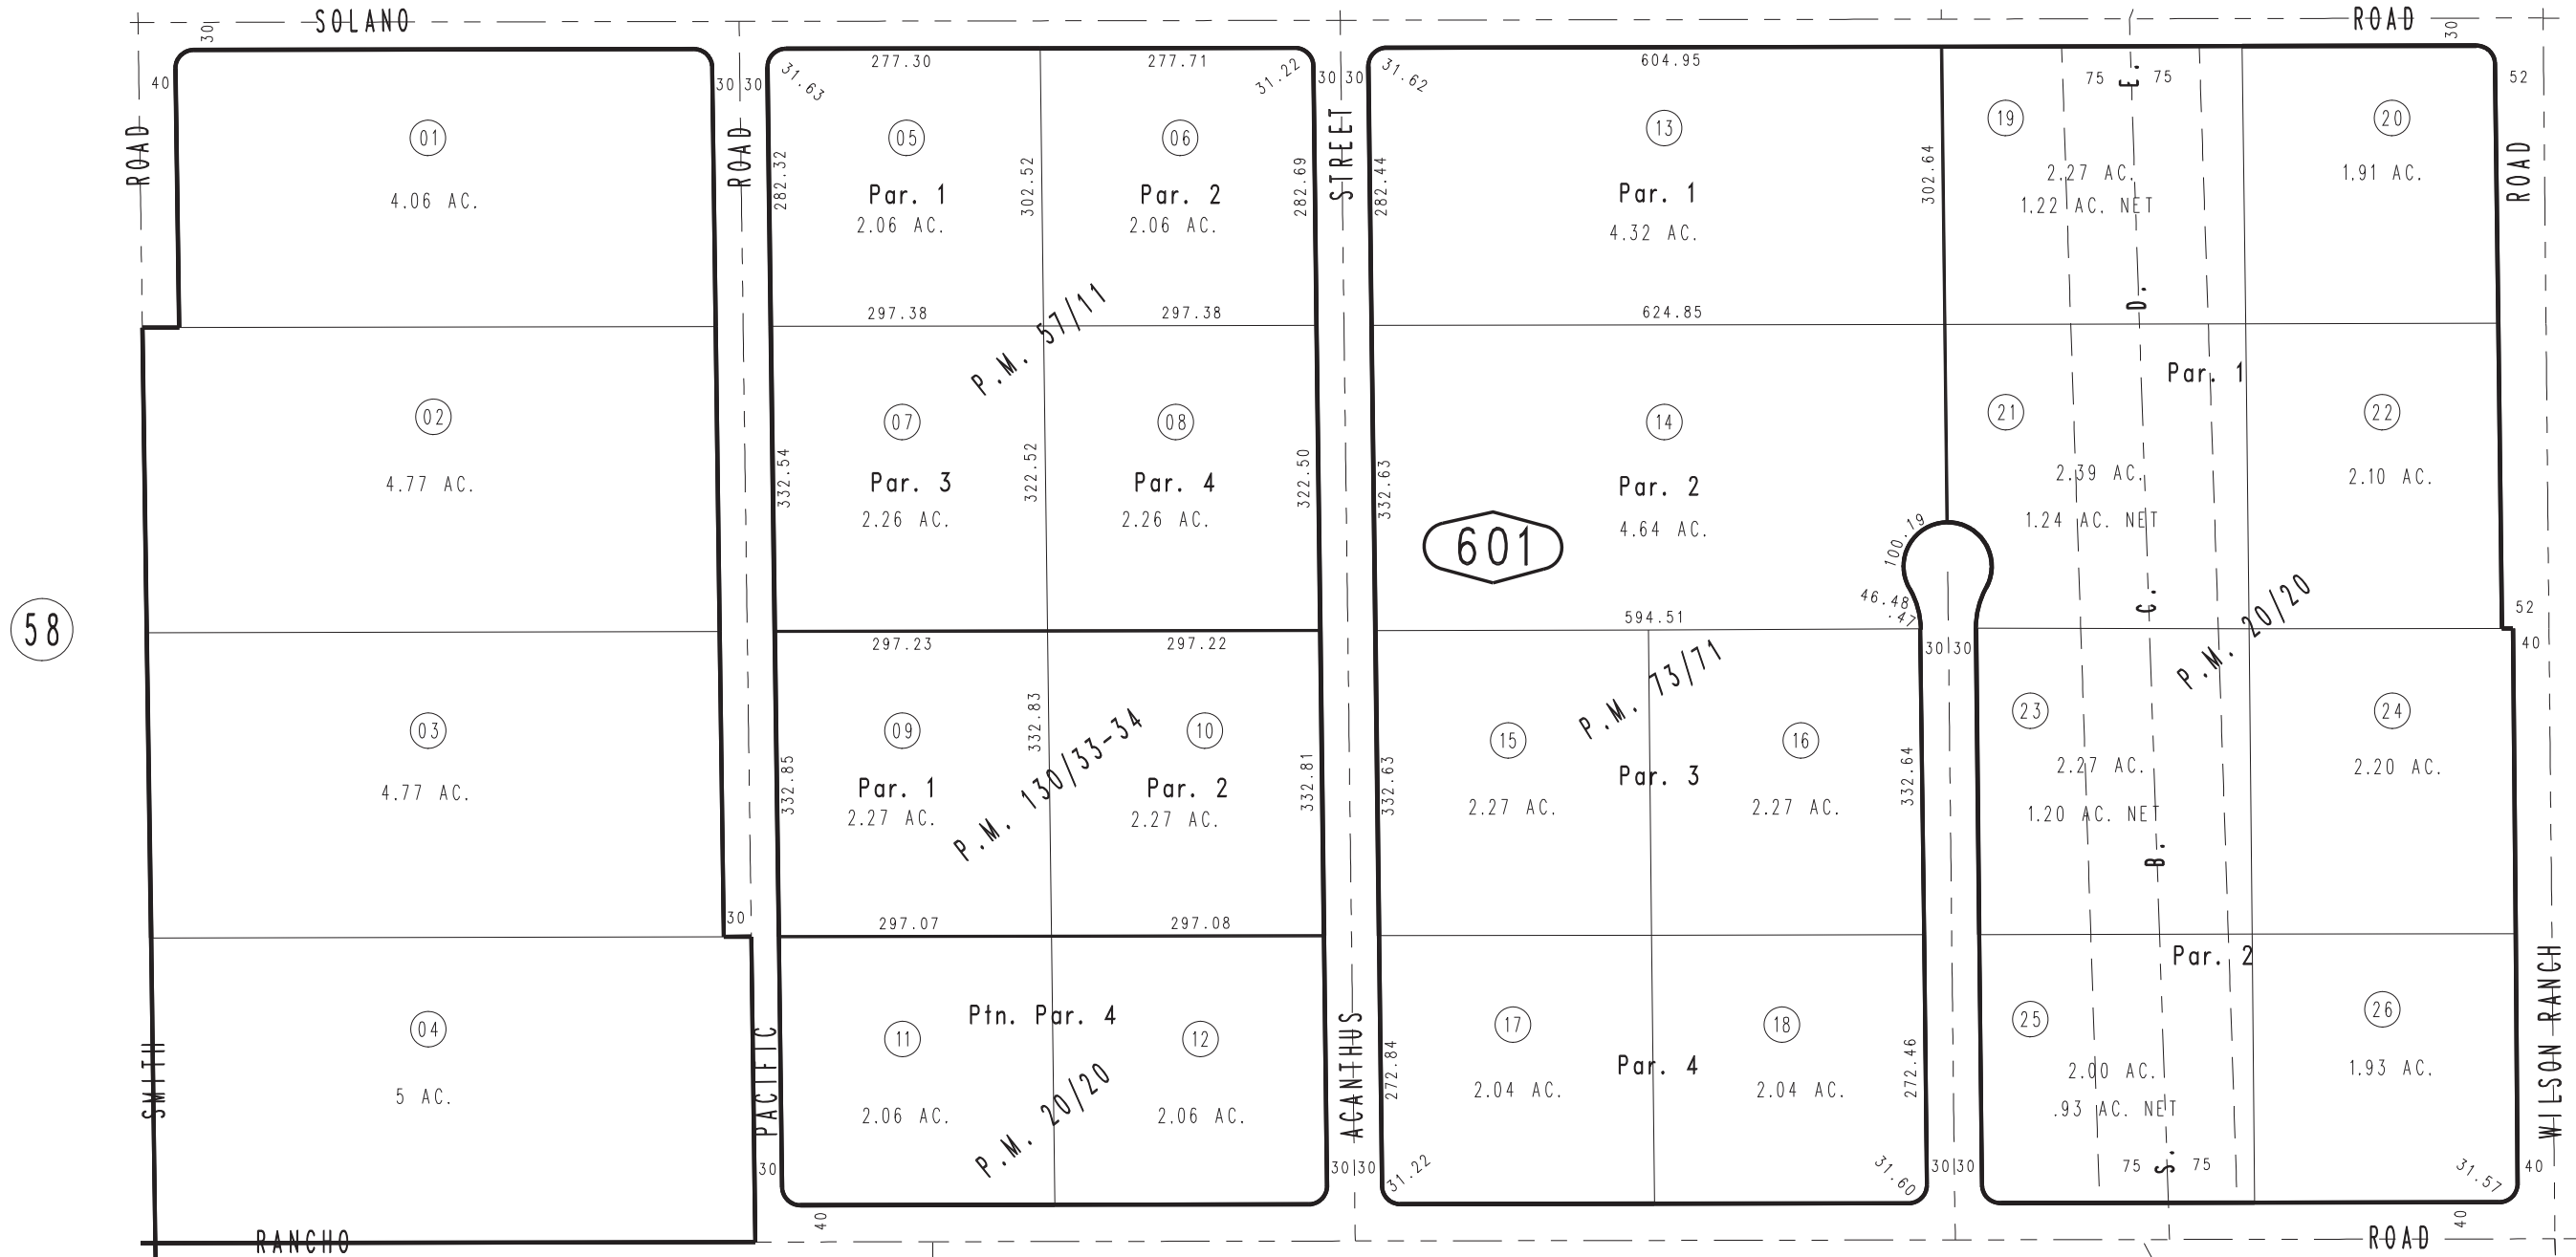 SOLANO
ROAD
30
30
40
30 30
31.63
277.30
277.71
31.22
30 30
31.62
604.95
75
E.
75
52
ROAD
01
4.06 AC.
ROAD
282.32
05
Par. 1
2.06 AC.
302.52
06
Par. 2
2.06 AC.
282.69
STREET
282.44
13
Par. 1
4.32 AC.
302.64
19
2.27 AC.
1.22 AC. NET
20
1.91 AC.
ROAD
297.38
297.38
P.M. 57/11
624.85
D.
02
4.77 AC.
332.54
07
Par. 3
2.26 AC.
322.52
08
Par. 4
2.26 AC.
322.50
332.63
14
Par. 2
4.64 AC.
601
100.19
46.48
.47
594.51
Par. 1
21
2.39 AC.
1.24 AC. NET
22
2.10 AC.
C.
P.M. 20/20
52
40
58
297.23
297.22
30 30
03
4.77 AC.
332.85
09
Par. 1
2.27 AC.
332.83
P.M. 130/33-34
10
Par. 2
2.27 AC.
332.81
332.63
15
2.27 AC.
P.M. 73/71
Par. 3
16
2.27 AC.
332.64
23
2.27 AC.
1.20 AC. NET
B.
24
2.20 AC.
30
297.07
297.08
04
5 AC.
SMITH
PACIFIC
11
2.06 AC.
Ptn. Par. 4
P.M. 20/20
12
2.06 AC.
ACANTHUS
272.84
17
2.04 AC.
Par. 4
18
2.04 AC.
272.46
Par. 2
25
2.00 AC.
.93 AC. NET
26
1.93 AC.
WILSON RANCH
30
30 30
31.22
31.60
30 30
75
S.
75
31.57
40
40
40
RANCHO
ROAD